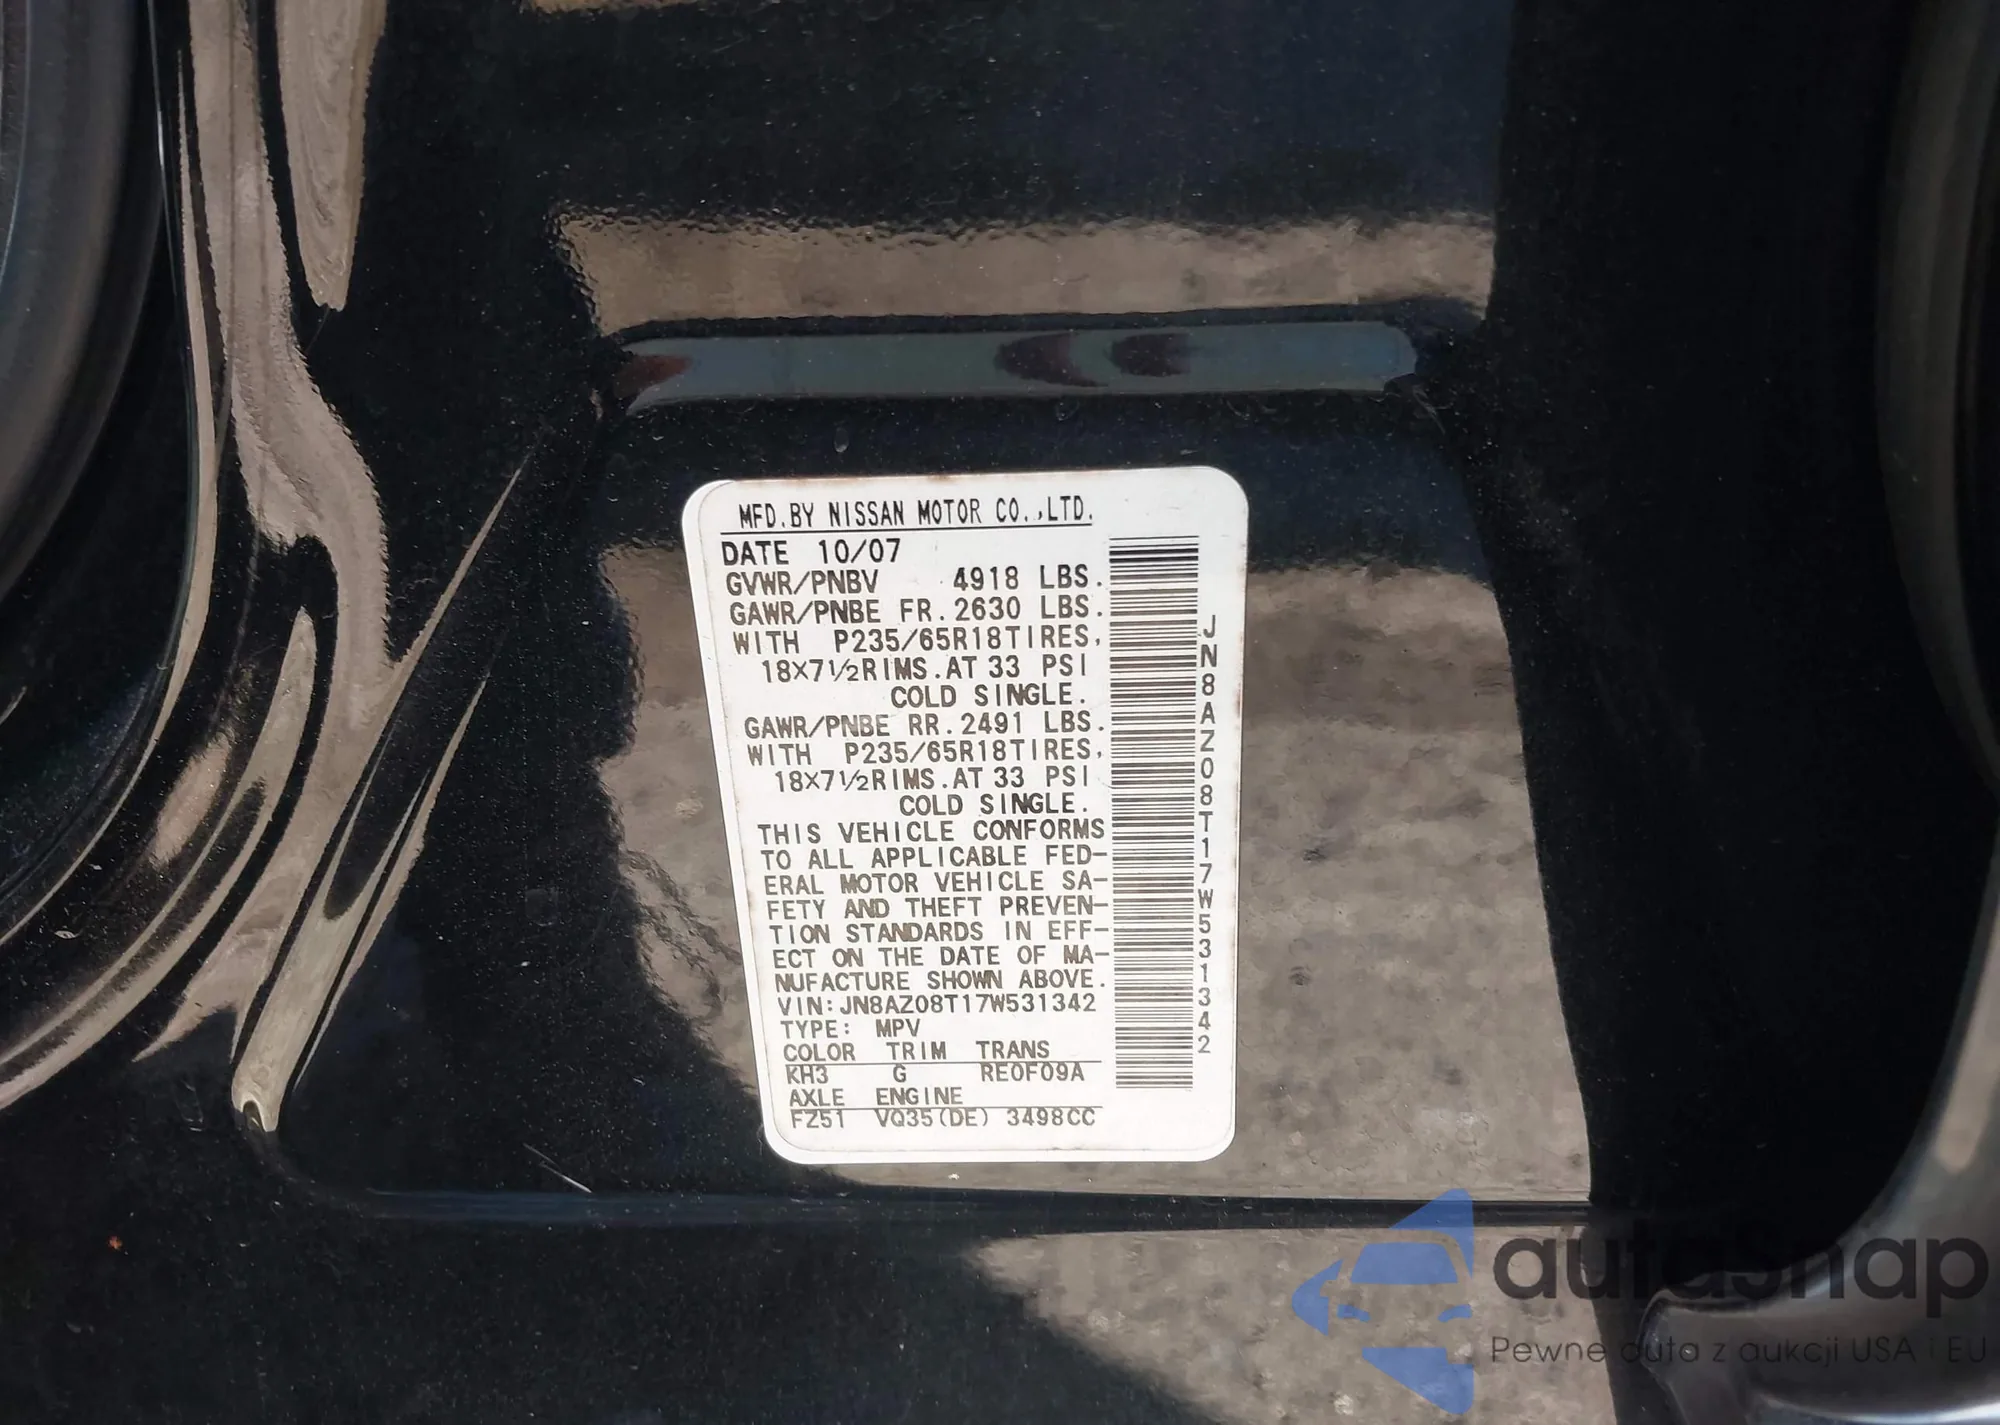 MFD.BY NISSAN MOTOR CO.,LTD.
DATE 10/07
GVWR/PNBV 4918 LBS.
GAWR/PNBE FR.2630 LBS.
WITH P235/65R18TIRES,
18×7½RIMS.AT 33 PSI
COLD SINGLE.
GAWR/PNBE RR.2491 LBS.
WITH P235/65R18TIRES,
18×7½RIMS.AT 33 PSI
COLD SINGLE.
THIS VEHICLE CONFORMS
TO ALL APPLICABLE FED-
ERAL MOTOR VEHICLE SA-
FETY AND THEFT PREVEN-
TION STANDARDS IN EFF-
ECT ON THE DATE OF MA-
NUFACTURE SHOWN ABOVE.
VIN:JN8AZ08T17W531342
TYPE: MPV
COLOR TRIM TRANS
KH3 G RE0F09A
AXLE ENGINE
FZ51 VQ35(DE) 3498CC
JN8AZ08T17W531342
autasnap
Pewne auta z aukcji USA i EU